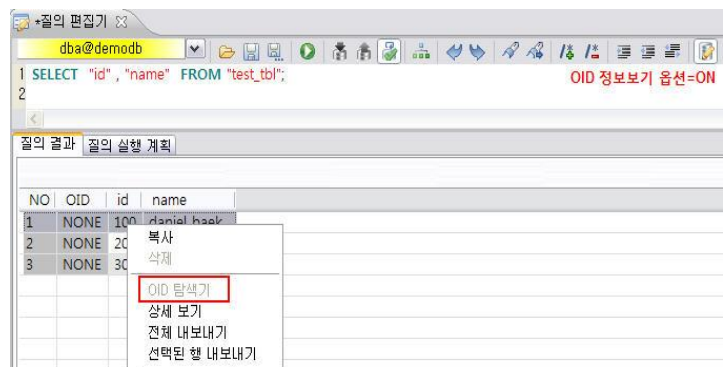 *질의 편집기
dba@demodb
1 SELECT "id" , "name" FROM "test_tbl";
OID 정보보기 옵션=ON
2
질의 결과 질의 실행 계획
NO OID id name
1 NONE 100 daniel baek
2 NONE 20
3 NONE 30
복사
삭제
OID 탐색기
상세 보기
전체 내보내기
선택된 행 내보내기